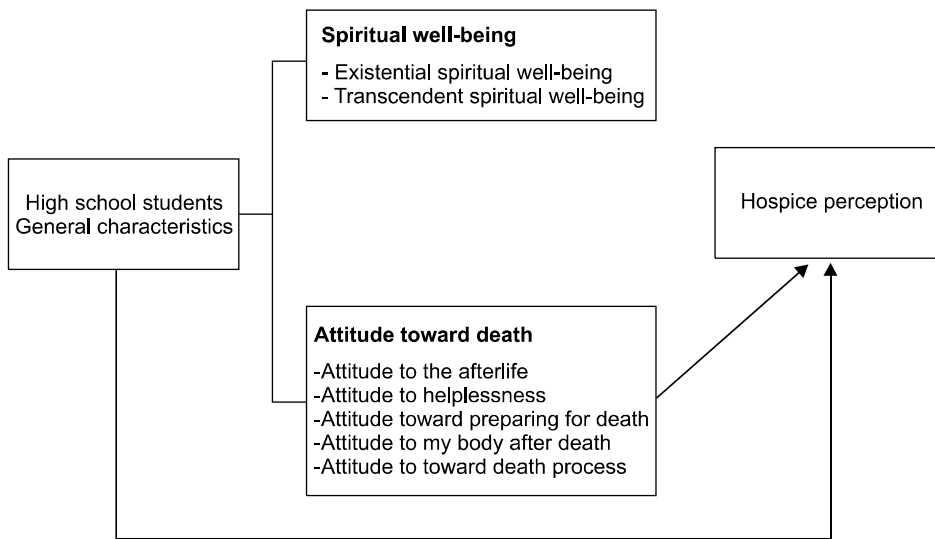 Spiritual well-being
- Existential spiritual well-being
- Transcendent spiritual well-being
High school students
General characteristics
Hospice perception
Attitude toward death
-Attitude to the afterlife
-Attitude to helplessness
-Attitude toward preparing for death
-Attitude to my body after death
-Attitude to toward death process